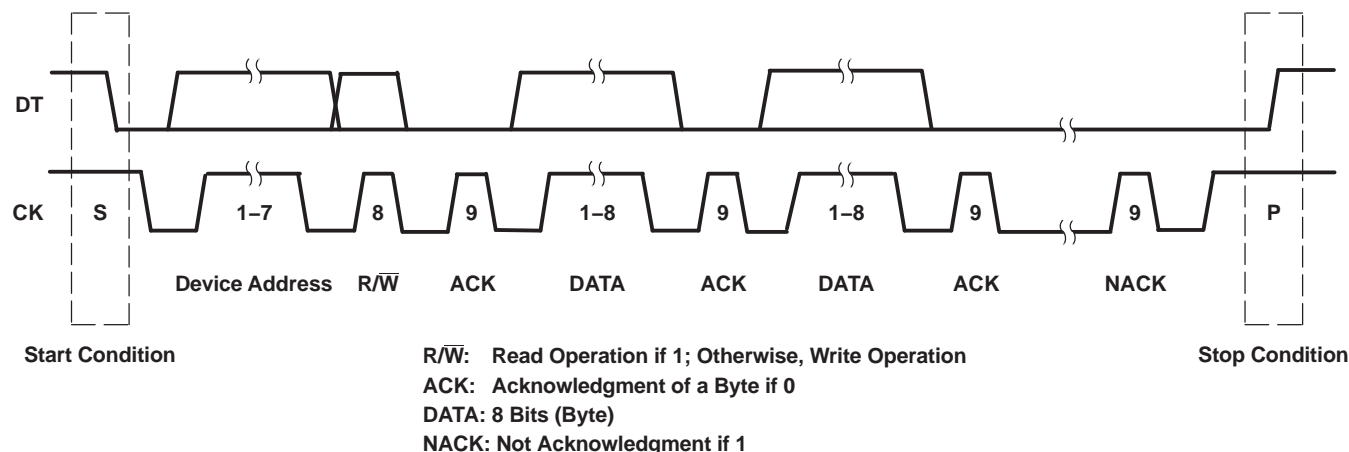 DT
CK S 1–7 8 9 1–8 9 1–8 9 9 P
Device Address R/W̅ ACK DATA ACK DATA ACK NACK
Start Condition Stop Condition
R/W̅: Read Operation if 1; Otherwise, Write Operation
ACK: Acknowledgment of a Byte if 0
DATA: 8 Bits (Byte)
NACK: Not Acknowledgment if 1